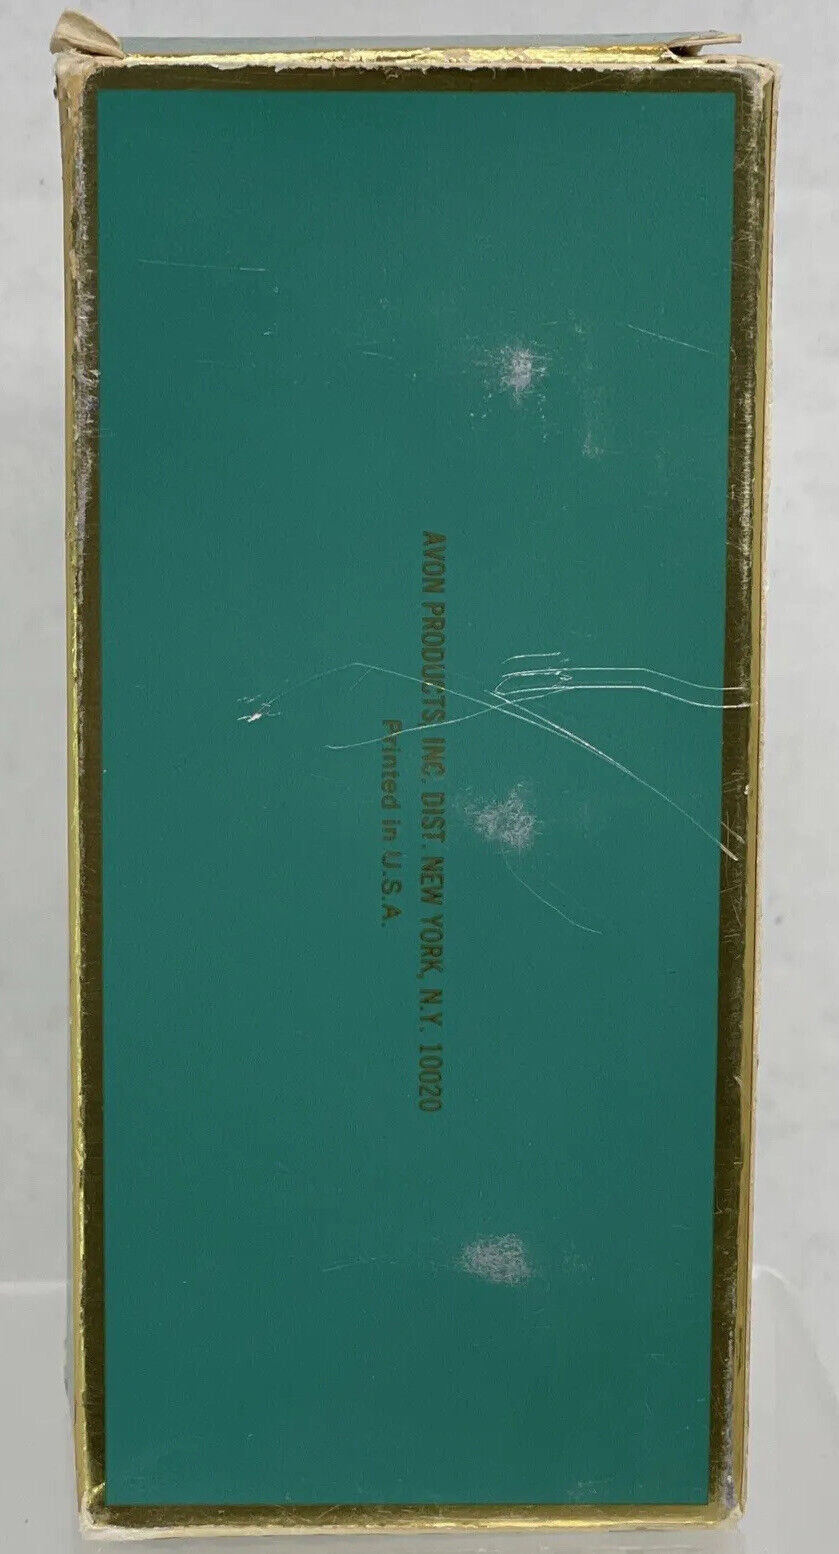 AVON PRODUCTS, INC. DIST. NEW YORK, N.Y. 10020
Printed in U.S.A.